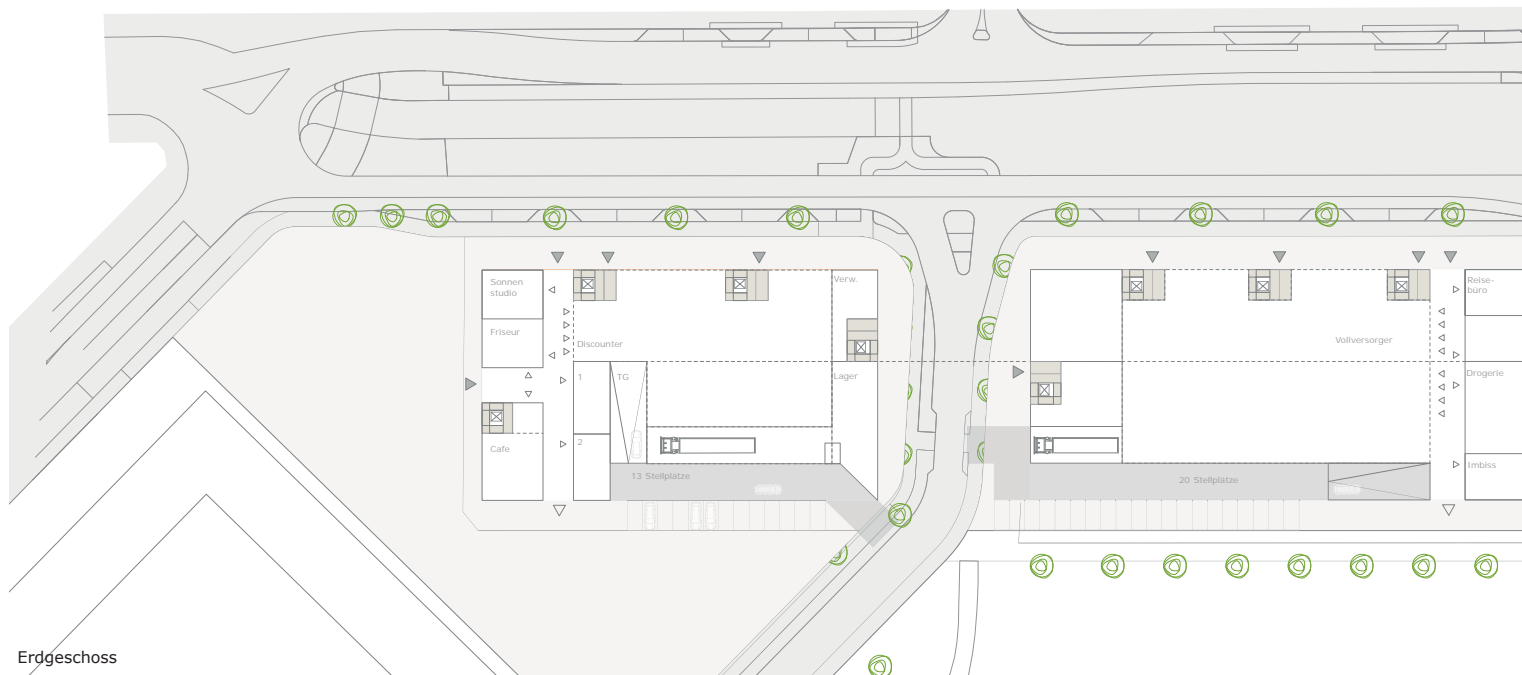 Sonnen
studio
Friseur
Discounter
Verw.
1
TG
Lager
2
Cafe
13 Stellplätze
Reise-
büro
Vollversorger
Drogerie
Imbiss
20 Stellplätze
Erdgeschoss